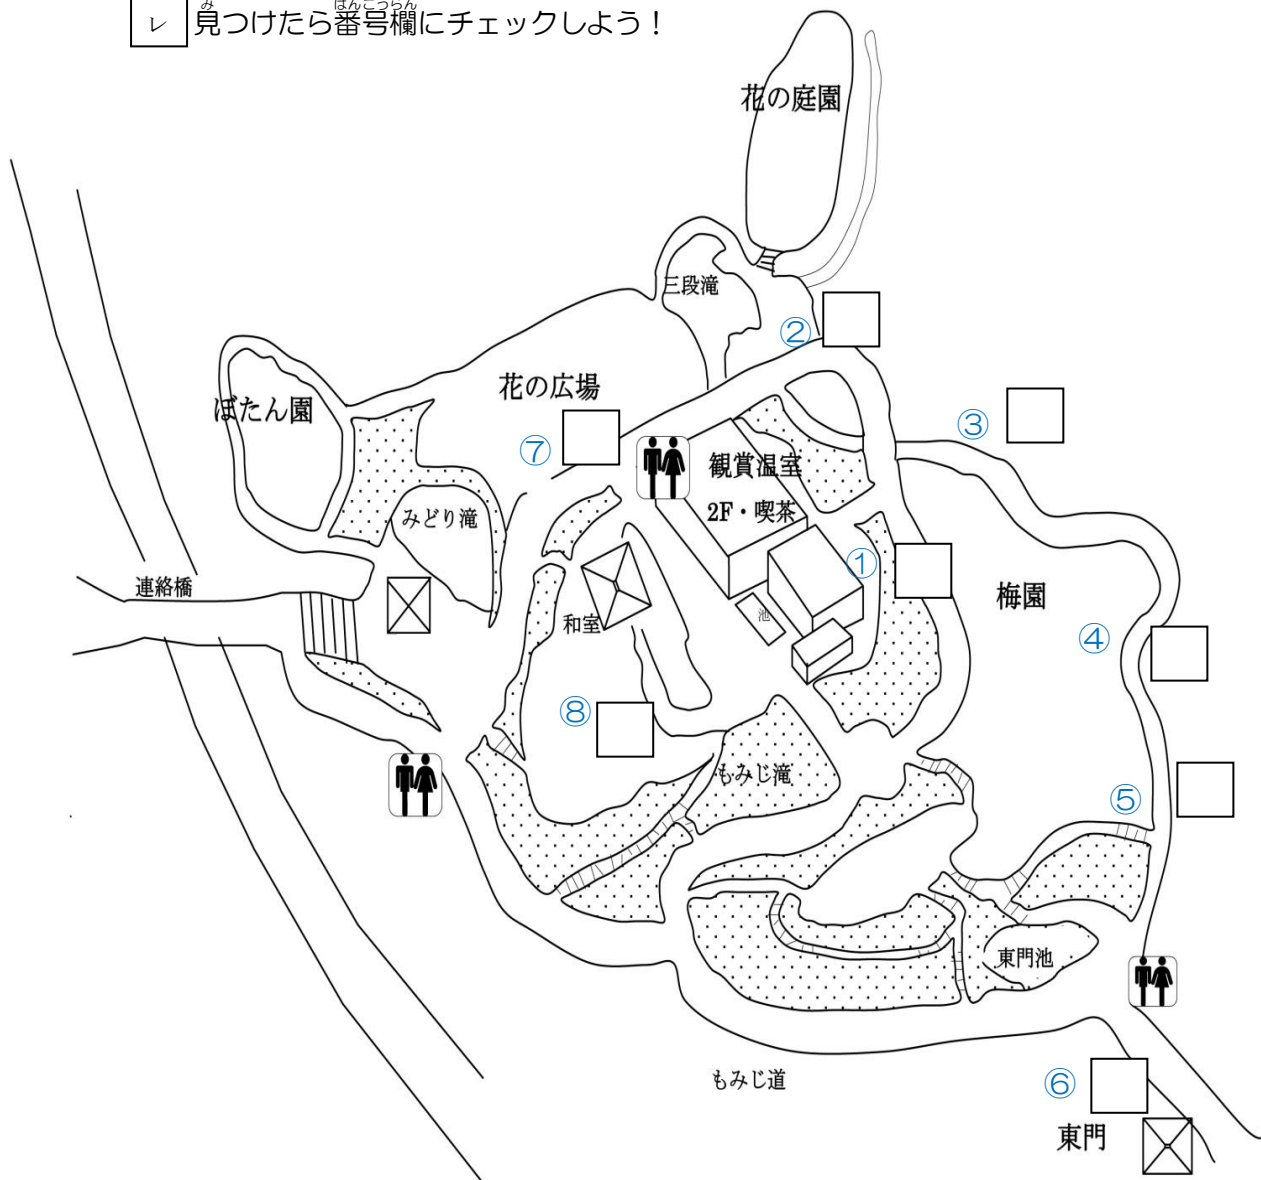 み ばんごうらん
レ 見つけたら番号欄にチェックしよう！
花の庭園
三段滝
②
花の広場
ぼたん園
③
⑦
観賞温室
2F・喫茶
みどり滝
①
連絡橋
梅園
池
和室
④
⑧
もみじ滝
⑤
東門池
もみじ道
⑥
東門